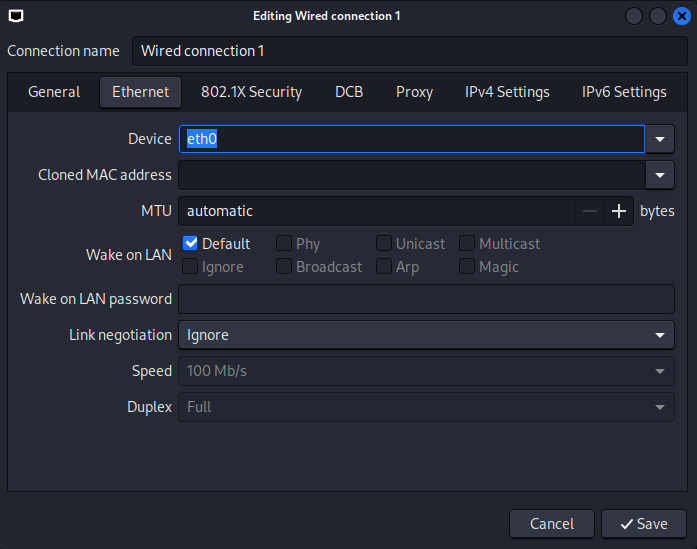 Editing Wired connection 1
Connection name Wired connection 1
General Ethernet 802.1X Security DCB Proxy IPv4 Settings IPv6 Settings
Device eth0
Cloned MAC address
MTU automatic bytes
Wake on LAN
Default Phy Unicast Multicast
Ignore Broadcast Arp Magic
Wake on LAN password
Link negotiation Ignore
Speed 100 Mb/s
Duplex Full
Cancel Save